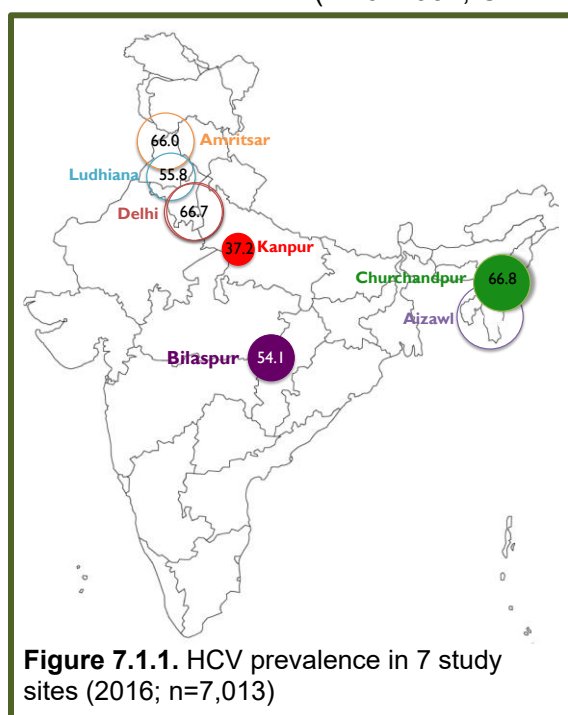 Amritsar
66.0
Ludhiana
55.8
Delhi
66.7
37.2 Kanpur
Churchandpur
66.8
Aizawl
Bilaspur
54.1
Figure 7.1.1. HCV prevalence in 7 study
sites (2016; n=7,013)